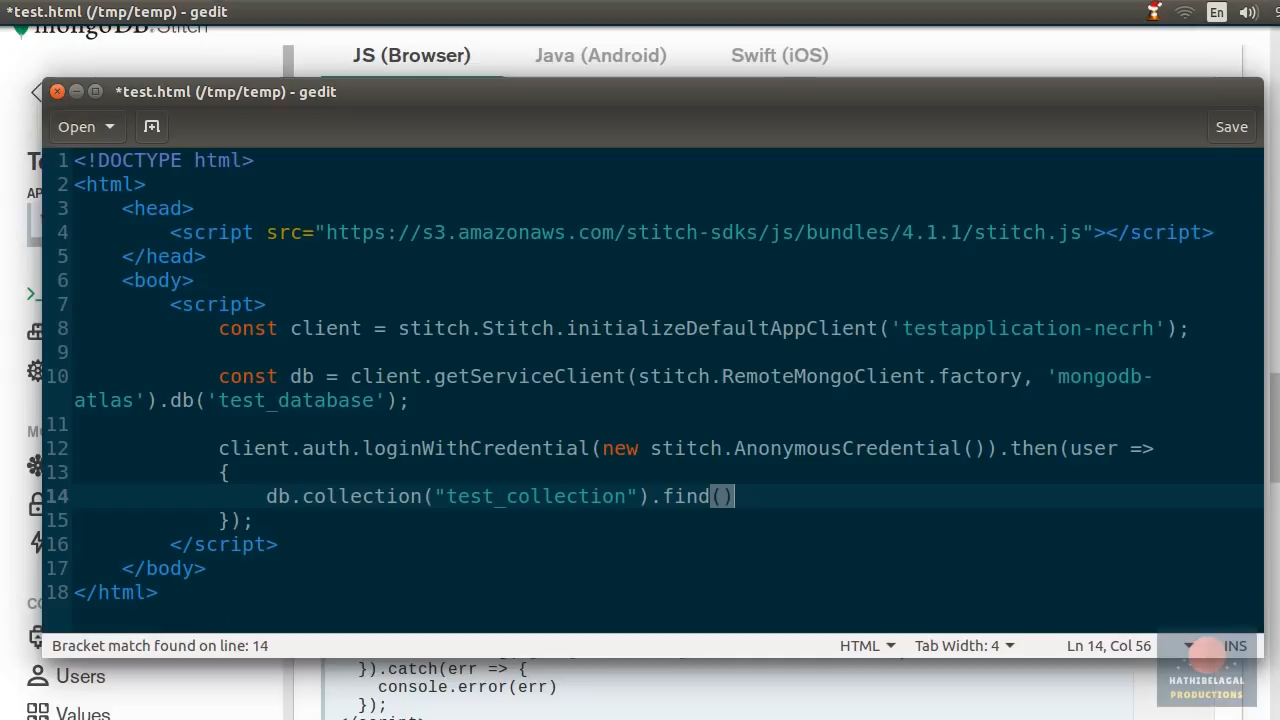 *test.html (/tmp/temp) - gedit
En
mongoDB. Stitch
JS (Browser)
Java (Android)
Swift (iOS)
*test.html (/tmp/temp) - gedit
Open
Save
1 <!DOCTYPE html>
2 <html>
3 <head>
4 <script src="https://s3.amazonaws.com/stitch-sdks/js/bundles/4.1.1/stitch.js"></script>
5 </head>
6 <body>
7 <script>
8 const client = stitch.Stitch.initializeDefaultAppClient('testapplication-necrh');
9
10 const db = client.getServiceClient(stitch.RemoteMongoClient.factory, 'mongodb-
atlas').db('test_database');
11
12 client.auth.loginWithCredential(new stitch.AnonymousCredential()).then(user =>
13 {
14 db.collection("test_collection").find()
15 });
16 </script>
17 </body>
18 </html>
Bracket match found on line: 14
HTML
Tab Width: 4
Ln 14, Col 56
INS
}).catch(err => {
console.error(err)
});
Users
Values
HATHIBELAGAL
PRODUCTIONS